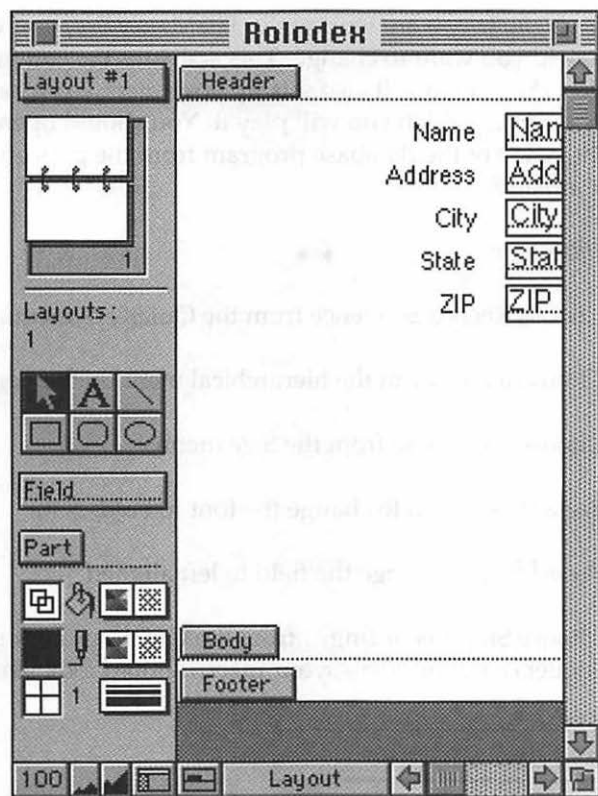 Rolodex
Layout #1
Header
Name Nam
Address Add
City City
State Stat
ZIP ZIP
1
Layouts:
1
A
Field
Part
1
Body
Footer
100
Layout